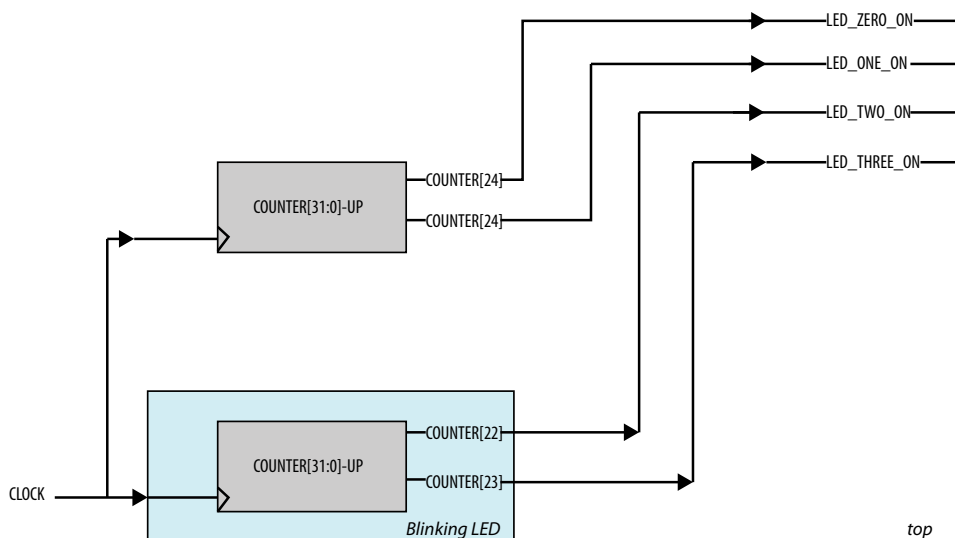 LED_ZERO_ON
LED_ONE_ON
LED_TWO_ON
LED_THREE_ON
COUNTER[31:0]-UP
COUNTER[24]
COUNTER[24]
COUNTER[31:0]-UP
COUNTER[22]
COUNTER[23]
CLOCK
Blinking LED
top